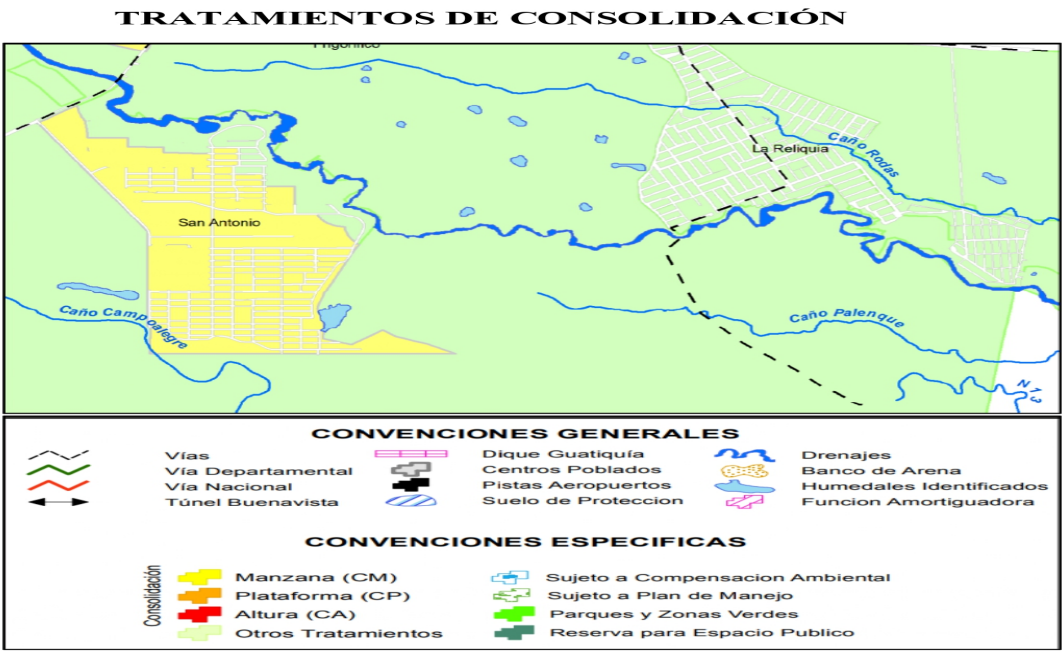 TRATAMIENTOS DE CONSOLIDACIÓN
Frigorifico
La Reliquia
Caño Rodas
San Antonio
Caño Campoalegre
Caño Palenque
CONVENCIONES GENERALES
Vías
Vía Departamental
Vía Nacional
Túnel Buenavista
Dique Guatiquía
Centros Poblados
Pistas Aeropuertos
Suelo de Proteccion
Drenajes
Banco de Arena
Humedales Identificados
Funcion Amortiguadora
CONVENCIONES ESPECIFICAS
Consolidación
Manzana (CM)
Plataforma (CP)
Altura (CA)
Otros Tratamientos
Sujeto a Compensacion Ambiental
Sujeto a Plan de Manejo
Parques y Zonas Verdes
Reserva para Espacio Publico